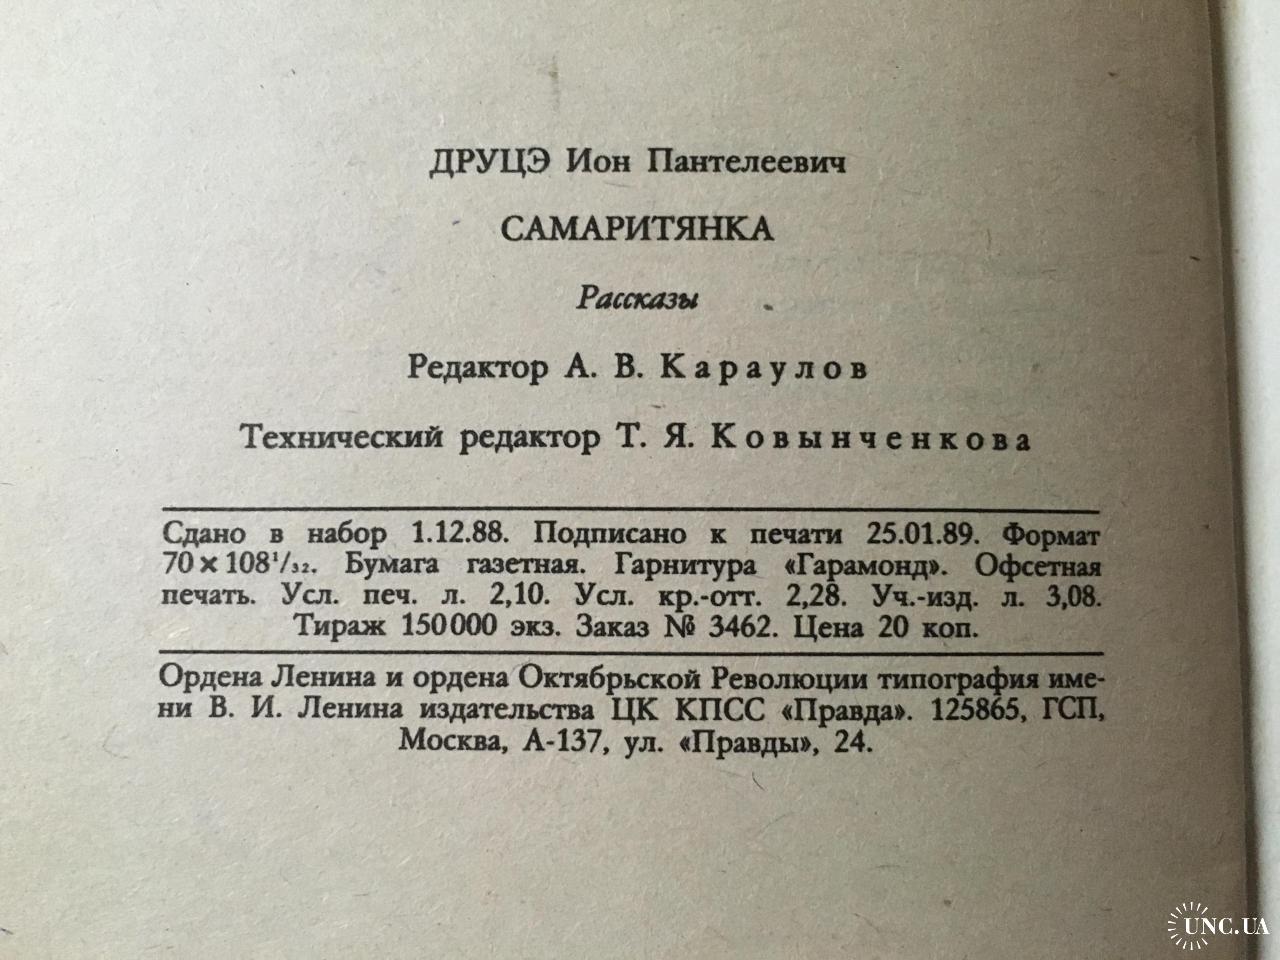 ДРУЦЭ Ион Пантелеевич
САМАРИТЯНКА
Рассказы
Редактор А. В. Караулов
Технический редактор Т. Я. Ковынченкова
Сдано в набор 1.12.88. Подписано к печати 25.01.89. Формат
70×108¹/₃₂. Бумага газетная. Гарнитура «Гарамонд». Офсетная
печать. Усл. печ. л. 2,10. Усл. кр.-отт. 2,28. Уч.-изд. л. 3,08.
Тираж 150000 экз. Заказ № 3462. Цена 20 коп.
Ордена Ленина и ордена Октябрьской Революции типография име-
ни В. И. Ленина издательства ЦК КПСС «Правда». 125865, ГСП,
Москва, А-137, ул. «Правды», 24.
UNC.UA